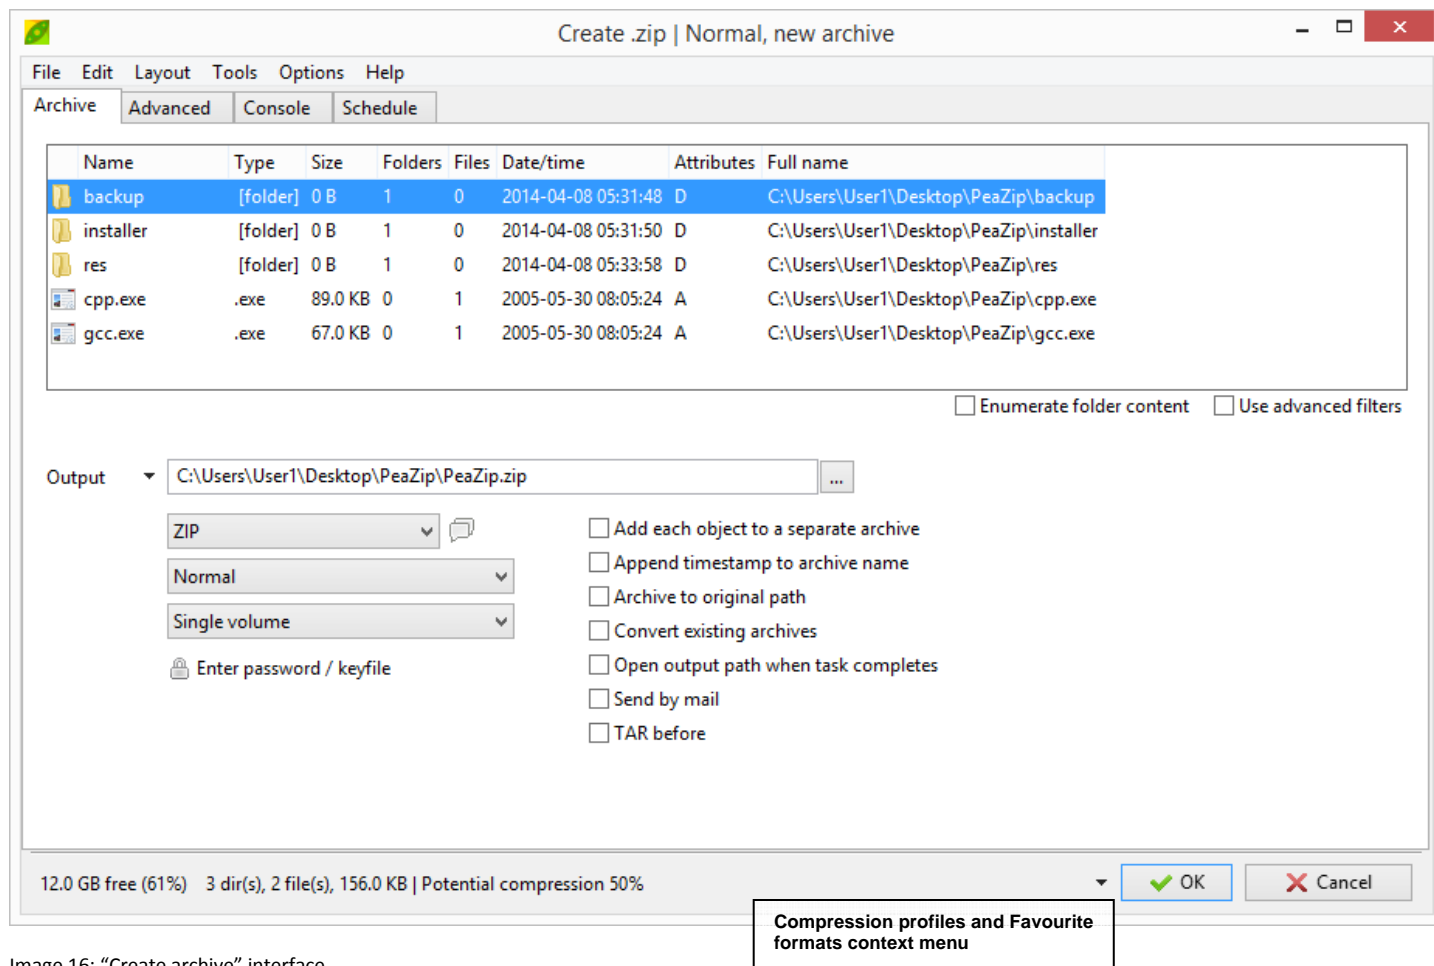 Create .zip | Normal, new archive
File Edit Layout Tools Options Help
Archive Advanced Console Schedule
Name Type Size Folders Files Date/time Attributes Full name
backup [folder] 0 B 1 0 2014-04-08 05:31:48 D C:\Users\User1\Desktop\PeaZip\backup
installer [folder] 0 B 1 0 2014-04-08 05:31:50 D C:\Users\User1\Desktop\PeaZip\installer
res [folder] 0 B 1 0 2014-04-08 05:33:58 D C:\Users\User1\Desktop\PeaZip\res
cpp.exe .exe 89.0 KB 0 1 2005-05-30 08:05:24 A C:\Users\User1\Desktop\PeaZip\cpp.exe
gcc.exe .exe 67.0 KB 0 1 2005-05-30 08:05:24 A C:\Users\User1\Desktop\PeaZip\gcc.exe
Enumerate folder content Use advanced filters
Output C:\Users\User1\Desktop\PeaZip\PeaZip.zip ...
ZIP
Normal
Single volume
Enter password / keyfile
Add each object to a separate archive
Append timestamp to archive name
Archive to original path
Convert existing archives
Open output path when task completes
Send by mail
TAR before
12.0 GB free (61%) 3 dir(s), 2 file(s), 156.0 KB | Potential compression 50% OK Cancel
Compression profiles and Favourite
formats context menu
Image 16: “Create archive” interface